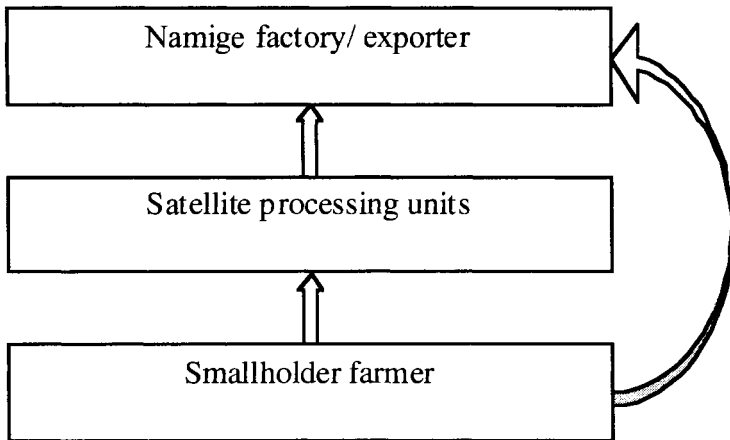 Namige factory/ exporter
Satellite processing units
Smallholder farmer